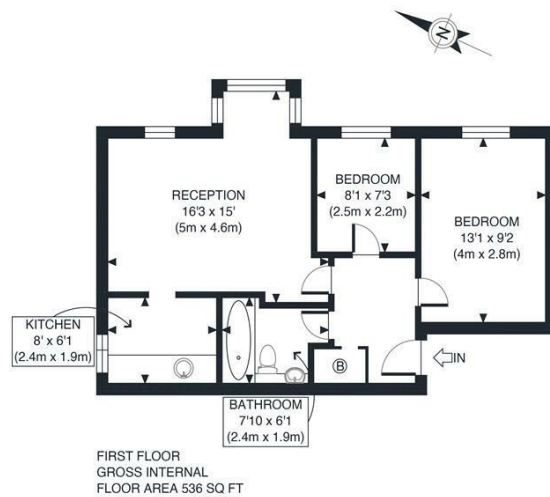 N
RECEPTION
16'3 x 15'
(5m x 4.6m)
BEDROOM
8'1 x 7'3
(2.5m x 2.2m)
BEDROOM
13'1 x 9'2
(4m x 2.8m)
KITCHEN
8' x 6'1
(2.4m x 1.9m)
B
IN
BATHROOM
7'10 x 6'1
(2.4m x 1.9m)
FIRST FLOOR
GROSS INTERNAL
FLOOR AREA 536 SQ FT